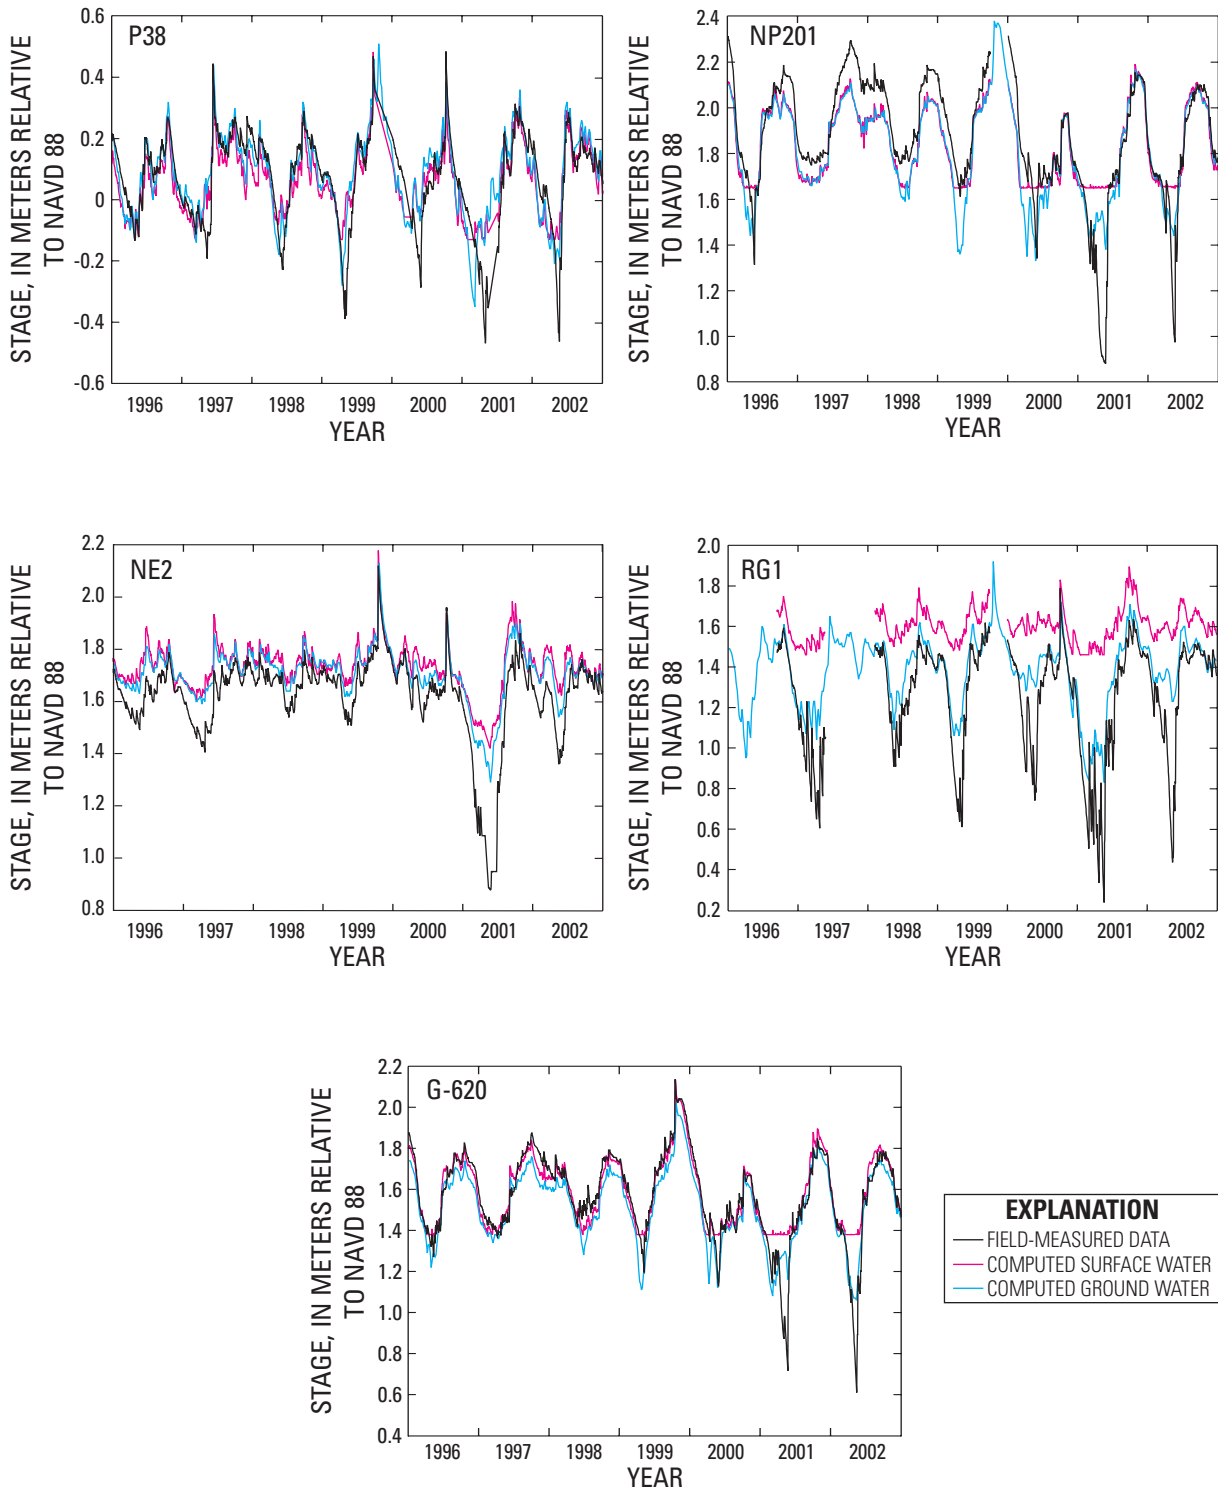 P38
STAGE, IN METERS RELATIVE
TO NAVD 88
0.6
0.4
0.2
0
-0.2
-0.4
-0.6
1996 1997 1998 1999 2000 2001 2002
YEAR
NP201
STAGE, IN METERS RELATIVE
TO NAVD 88
2.4
2.2
2.0
1.8
1.6
1.4
1.2
1.0
0.8
1996 1997 1998 1999 2000 2001 2002
YEAR
NE2
STAGE, IN METERS RELATIVE
TO NAVD 88
2.2
2.0
1.8
1.6
1.4
1.2
1.0
0.8
1996 1997 1998 1999 2000 2001 2002
YEAR
RG1
STAGE, IN METERS RELATIVE
TO NAVD 88
2.0
1.8
1.6
1.4
1.2
1.0
0.8
0.6
0.4
0.2
1996 1997 1998 1999 2000 2001 2002
YEAR
G-620
STAGE, IN METERS RELATIVE
TO NAVD 88
2.2
2.0
1.8
1.6
1.4
1.2
1.0
0.8
0.6
0.4
1996 1997 1998 1999 2000 2001 2002
YEAR
EXPLANATION
FIELD-MEASURED DATA
COMPUTED SURFACE WATER
COMPUTED GROUND WATER